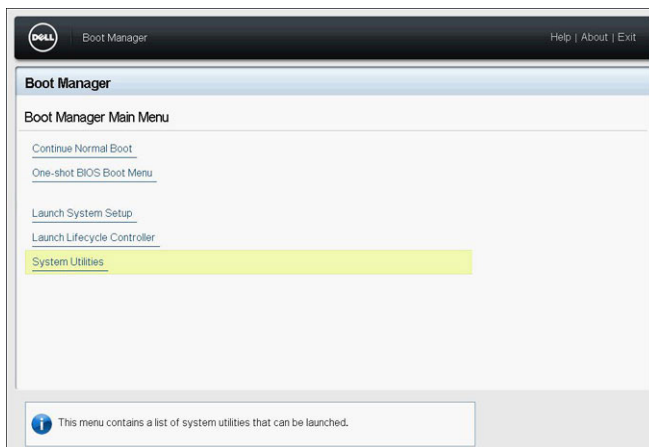 DELL
Boot Manager
Help | About | Exit
Boot Manager
Boot Manager Main Menu
Continue Normal Boot
One-shot BIOS Boot Menu
Launch System Setup
Launch Lifecycle Controller
System Utilities
This menu contains a list of system utilities that can be launched.